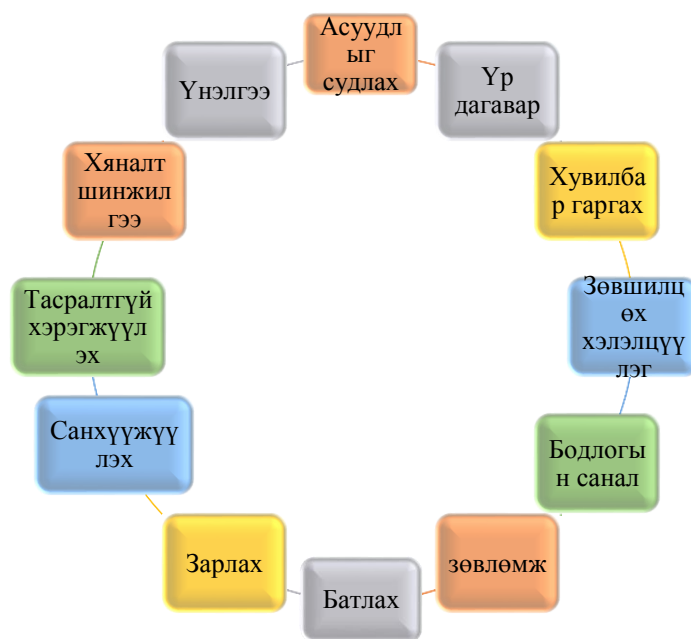 Асуудл
ыг
судлах
Үр
дагавар
Хувилба
р гаргах
Зөвшилц
өх
хэлэлцүү
лэг
Бодлогы
н санал
зөвлөмж
Батлах
Зарлах
Санхүүжүү
лэх
Тасралтгүй
хэрэгжүүл
эх
Хяналт
шинжил
гээ
Үнэлгээ